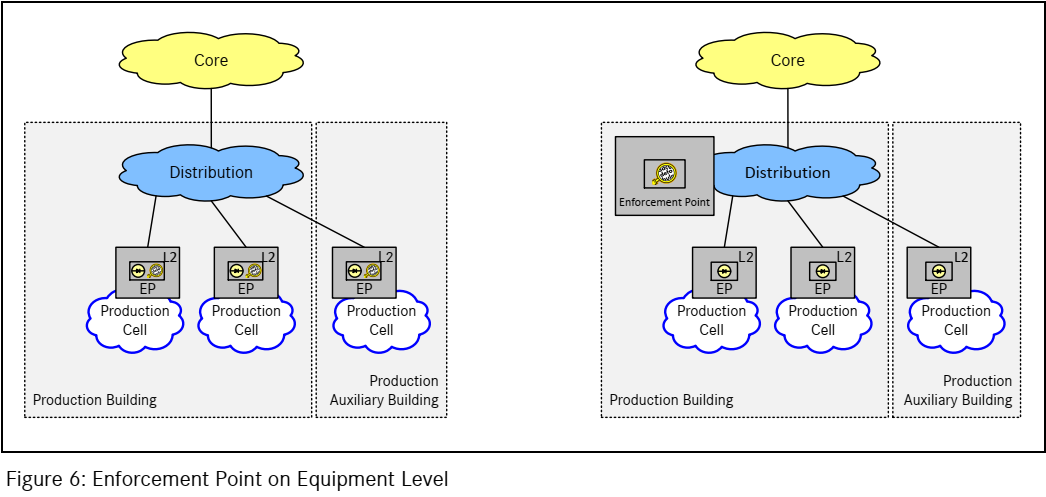 Core
Distribution
L2
EP
L2
EP
L2
EP
Production
Cell
Production
Cell
Production
Cell
Production Building
Production
Auxiliary Building
Core
Enforcement Point
Distribution
L2
EP
L2
EP
L2
EP
Production
Cell
Production
Cell
Production
Cell
Production Building
Production
Auxiliary Building
Figure 6: Enforcement Point on Equipment Level